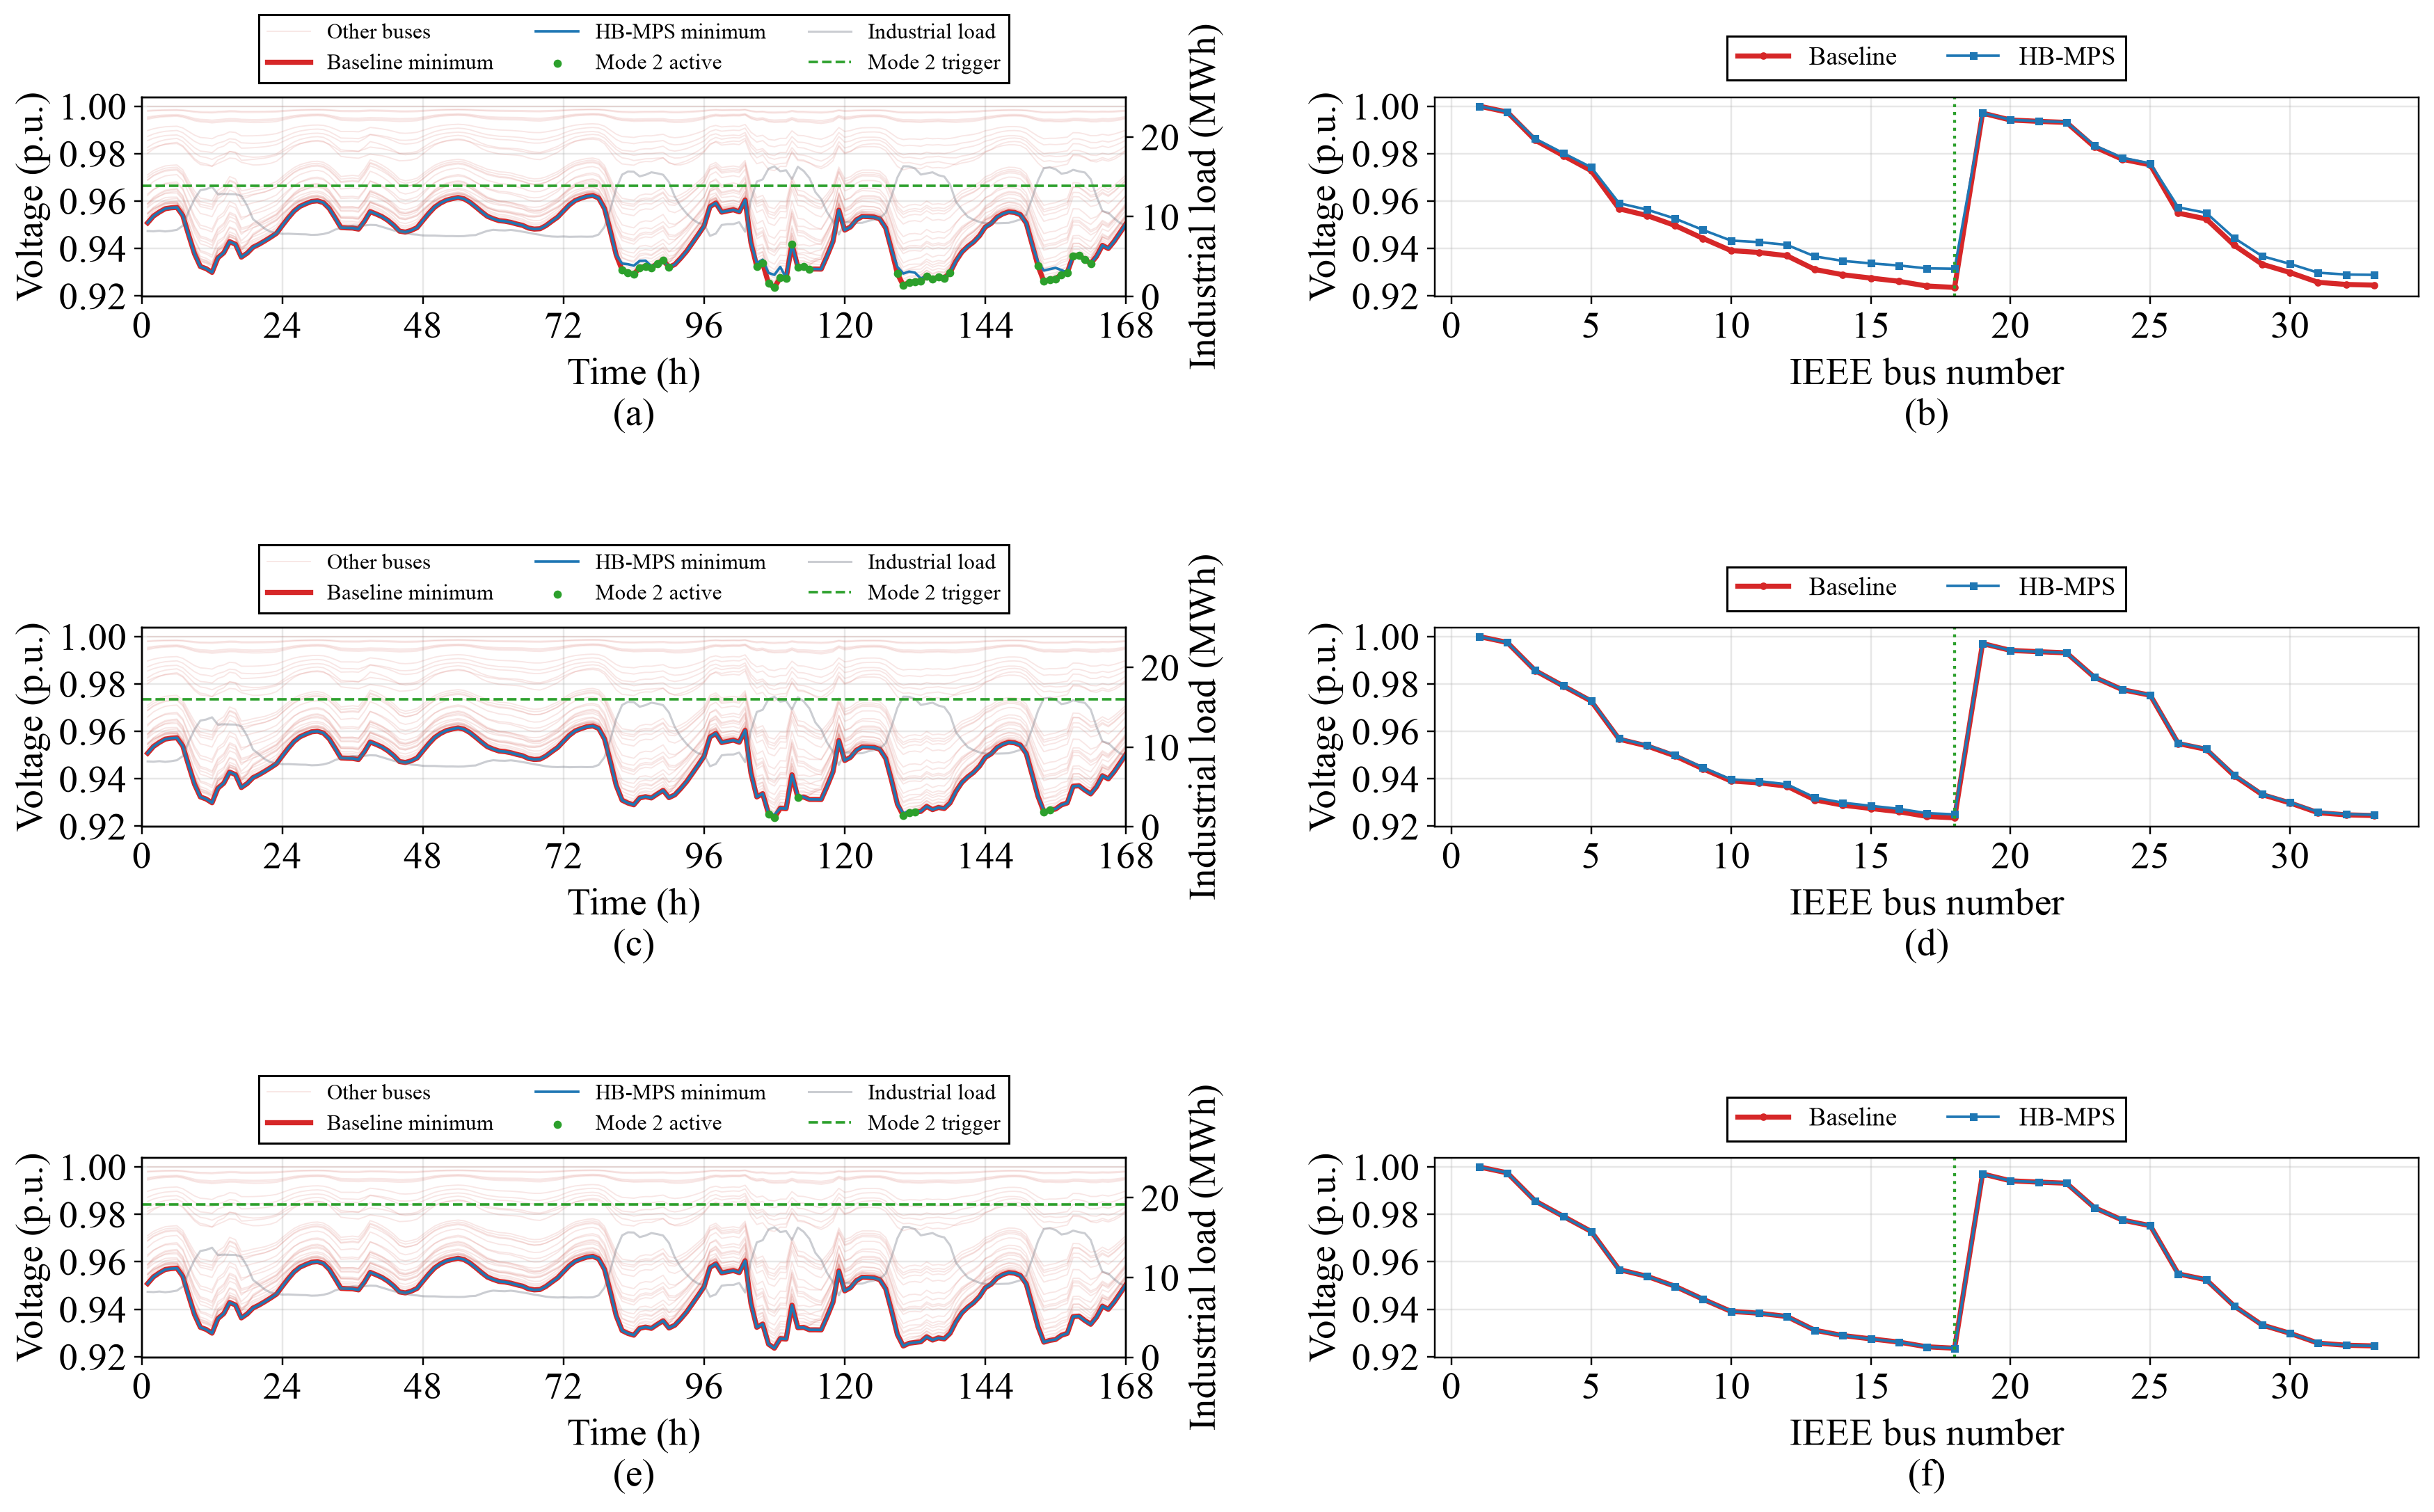 Other buses HB-MPS minimum Industrial load
Baseline minimum Mode 2 active Mode 2 trigger
Voltage (p.u.)
1.00
0.98
0.96
0.94
0.92
20
10
0
Industrial load (MWh)
0 24 48 72 96 120 144 168
Time (h)
(a)
Baseline HB-MPS
Voltage (p.u.)
1.00
0.98
0.96
0.94
0.92
0 5 10 15 20 25 30
IEEE bus number
(b)
Other buses HB-MPS minimum Industrial load
Baseline minimum Mode 2 active Mode 2 trigger
Voltage (p.u.)
1.00
0.98
0.96
0.94
0.92
20
10
0
Industrial load (MWh)
0 24 48 72 96 120 144 168
Time (h)
(c)
Baseline HB-MPS
Voltage (p.u.)
1.00
0.98
0.96
0.94
0.92
0 5 10 15 20 25 30
IEEE bus number
(d)
Other buses HB-MPS minimum Industrial load
Baseline minimum Mode 2 active Mode 2 trigger
Voltage (p.u.)
1.00
0.98
0.96
0.94
0.92
20
10
0
Industrial load (MWh)
0 24 48 72 96 120 144 168
Time (h)
(e)
Baseline HB-MPS
Voltage (p.u.)
1.00
0.98
0.96
0.94
0.92
0 5 10 15 20 25 30
IEEE bus number
(f)